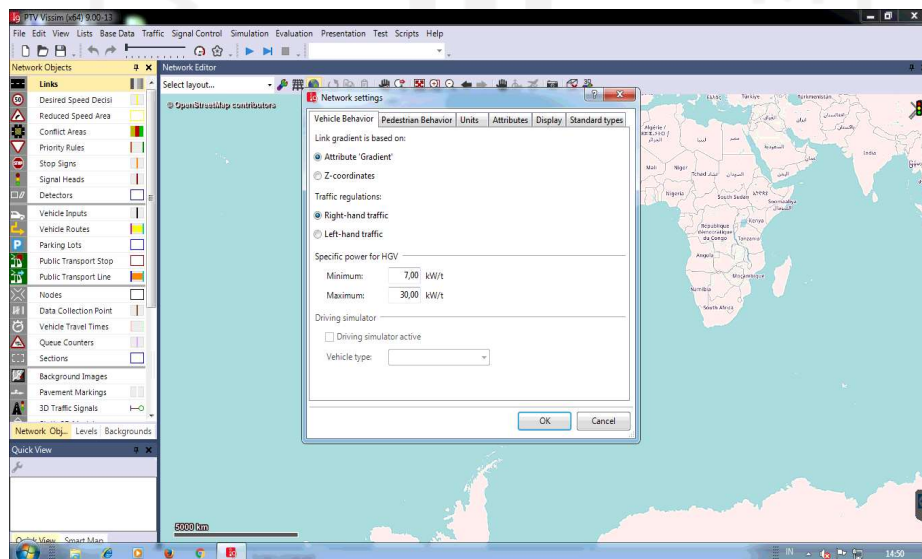 PTV Vissim (x64) 9.00-13
File Edit View Lists Base Data Traffic Signal Control Simulation Evaluation Presentation Test Scripts Help
Network Objects
Network Editor
Select layout...
© OpenStreetMap contributors
Links
Desired Speed Decisi
Reduced Speed Area
Conflict Areas
Priority Rules
Stop Signs
Signal Heads
Detectors
Vehicle Inputs
Vehicle Routes
Parking Lots
Public Transport Stop
Public Transport Line
Nodes
Data Collection Point
Vehicle Travel Times
Queue Counters
Sections
Background Images
Pavement Markings
3D Traffic Signals
Network Obj... Levels Backgrounds
Quick View
Quick View Smart Map
Network settings
Vehicle Behavior Pedestrian Behavior Units Attributes Display Standard types
Link gradient is based on:
Attribute 'Gradient'
Z-coordinates
Traffic regulations:
Right-hand traffic
Left-hand traffic
Specific power for HGV
Minimum: 7,00 kW/t
Maximum: 30,00 kW/t
Driving simulator
Driving simulator active
Vehicle type:
OK Cancel
Türkiye
Mali Niger
Nigeria
South Sudan
Kenya
République
démocratique
du Congo Tanzania
Angola
Namibia
South Africa
India
5000 km
IN 14:50